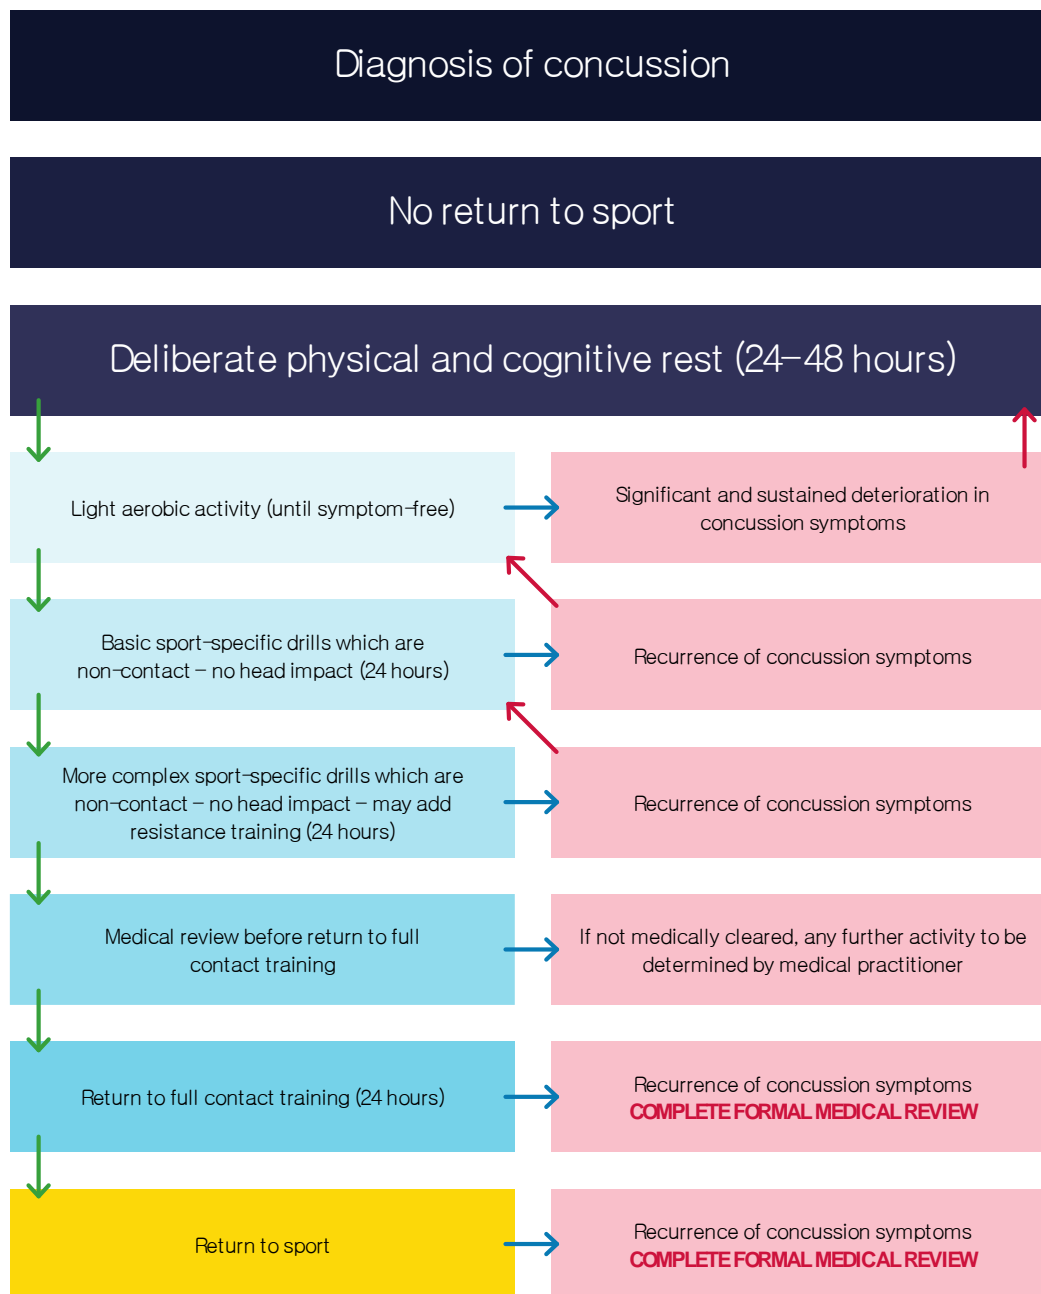 Diagnosis of concussion
No return to sport
Deliberate physical and cognitive rest (24–48 hours)
Light aerobic activity (until symptom-free)
Significant and sustained deterioration in
concussion symptoms
Basic sport-specific drills which are
non-contact – no head impact (24 hours)
Recurrence of concussion symptoms
More complex sport-specific drills which are
non-contact – no head impact – may add
resistance training (24 hours)
Recurrence of concussion symptoms
Medical review before return to full
contact training
If not medically cleared, any further activity to be
determined by medical practitioner
Return to full contact training (24 hours)
Recurrence of concussion symptoms
COMPLETE FORMAL MEDICAL REVIEW
Return to sport
Recurrence of concussion symptoms
COMPLETE FORMAL MEDICAL REVIEW